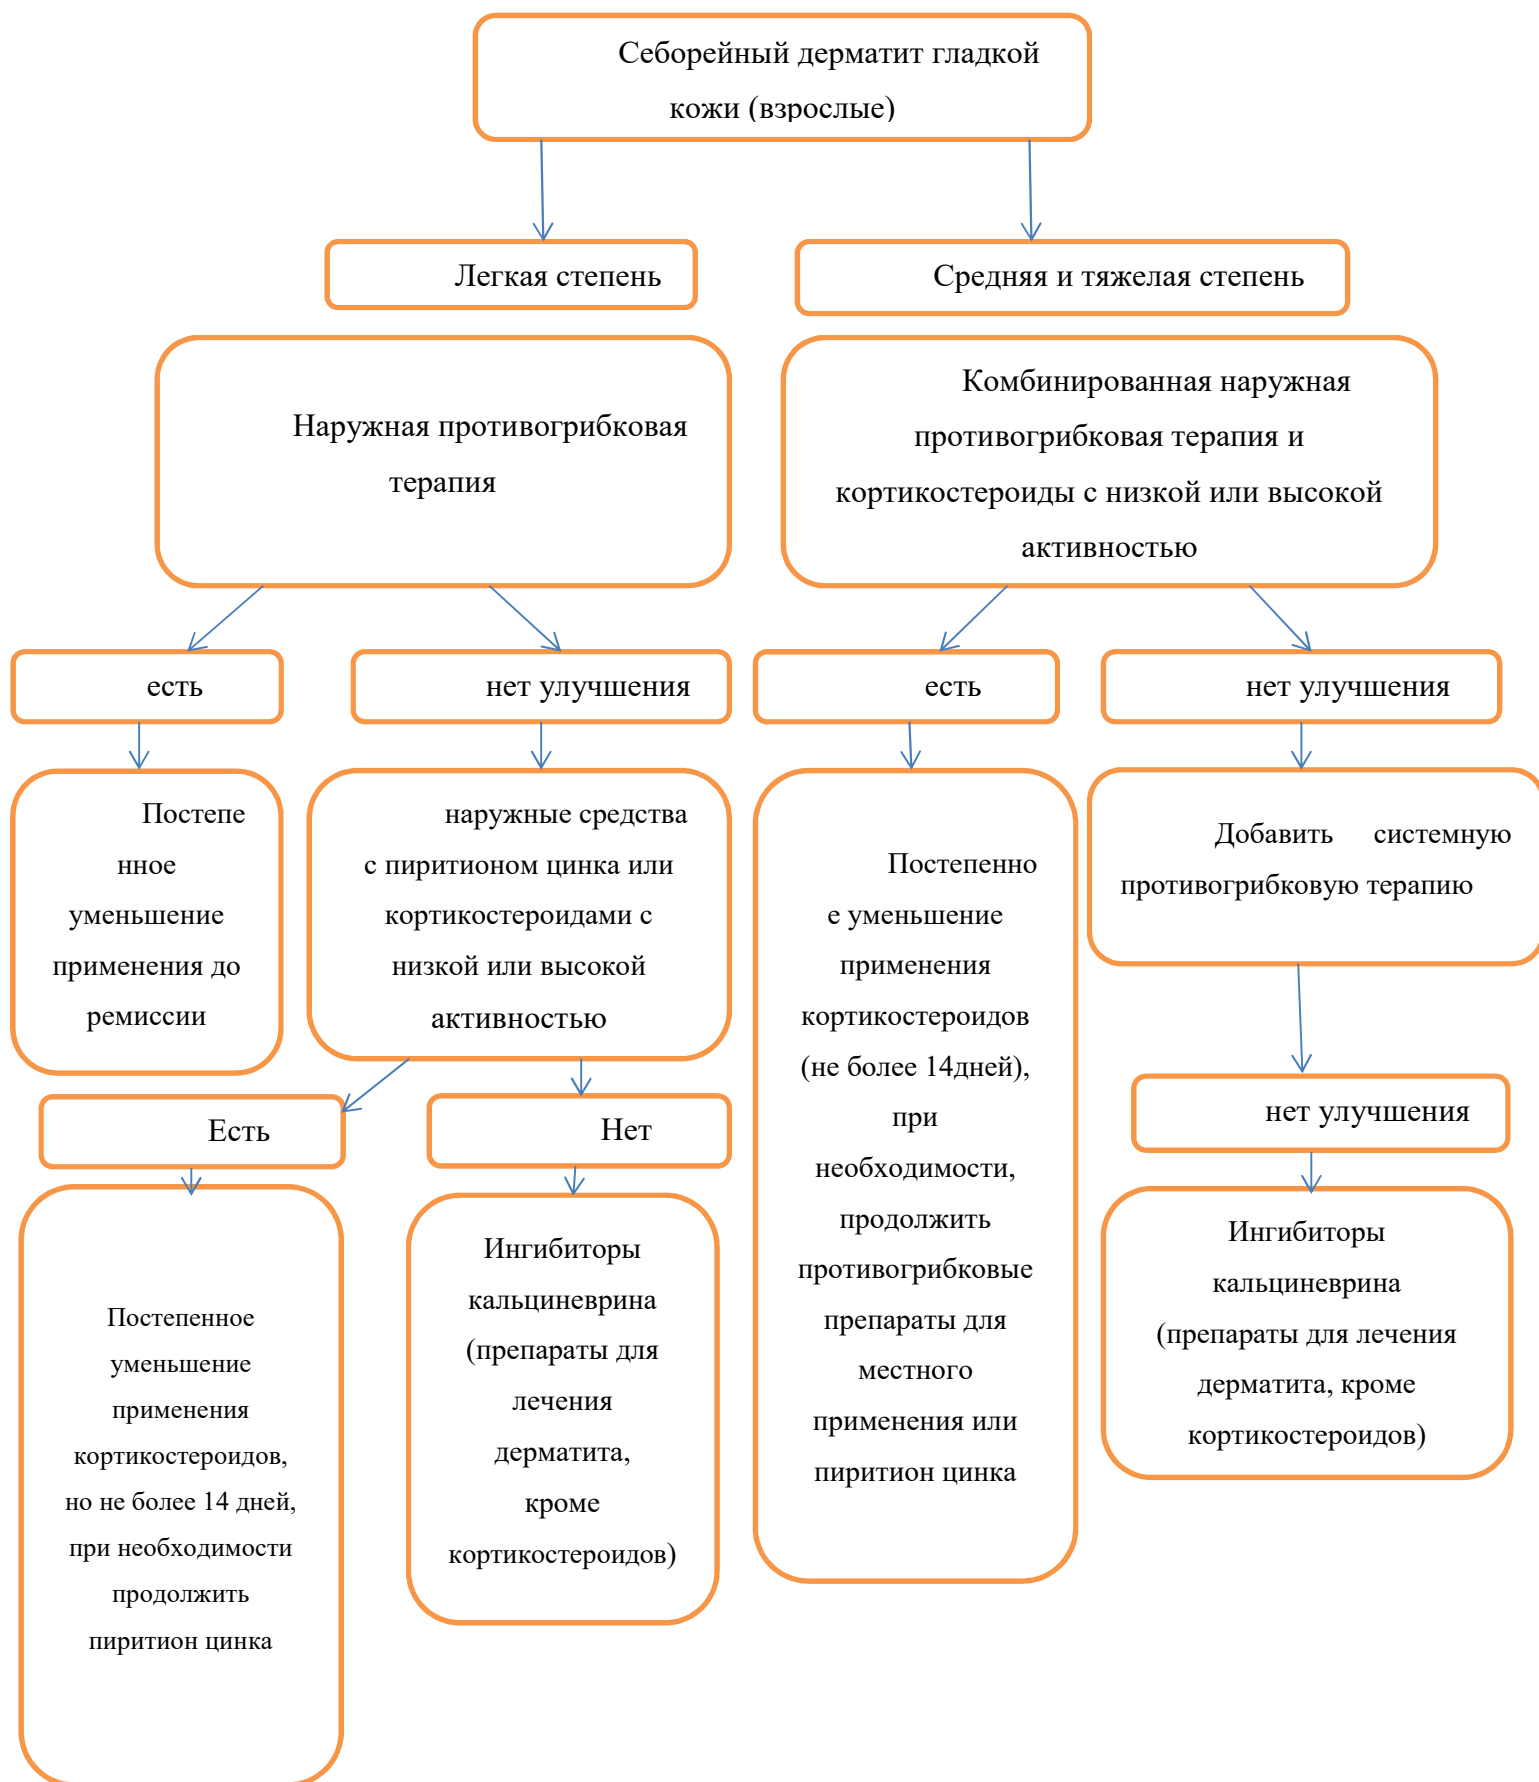 Себорейный дерматит гладкой
кожи (взрослые)
Легкая степень
Средняя и тяжелая степень
Наружная противогрибковая
терапия
Комбинированная наружная
противогрибковая терапия и
кортикостероиды с низкой или высокой
активностью
есть
нет улучшения
есть
нет улучшения
Постепе
нное
уменьшение
применения до
ремиссии
наружные средства
с пиритионом цинка или
кортикостероидами с
низкой или высокой
активностью
Постепенно
е уменьшение
применения
кортикостероидов
(не более 14дней),
при
необходимости,
продолжить
противогрибковые
препараты для
местного
применения или
пиритион цинка
Добавить системную
противогрибковую терапию
Есть
Нет
нет улучшения
Постепенное
уменьшение
применения
кортикостероидов,
но не более 14 дней,
при необходимости
продолжить
пиритион цинка
Ингибиторы
кальциневрина
(препараты для
лечения
дерматита,
кроме
кортикостероидов)
Ингибиторы
кальциневрина
(препараты для лечения
дерматита, кроме
кортикостероидов)